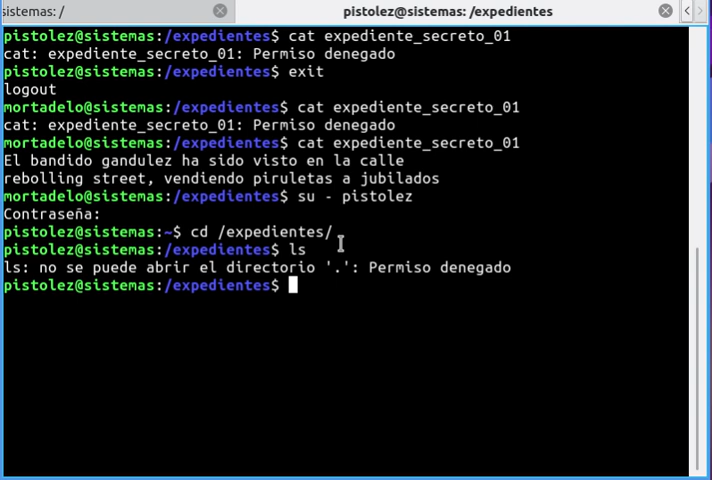 sistemas: /
pistolez@sistemas: /expedientes
pistolez@sistemas:/expedientes$ cat expediente_secreto_01
cat: expediente_secreto_01: Permiso denegado
pistolez@sistemas:/expedientes$ exit
logout
mortadelo@sistemas:/expedientes$ cat expediente_secreto_01
cat: expediente_secreto_01: Permiso denegado
mortadelo@sistemas:/expedientes$ cat expediente_secreto_01
El bandido gandulez ha sido visto en la calle
rebolling street, vendiendo piruletas a jubilados
mortadelo@sistemas:/expedientes$ su - pistolez
Contraseña:
pistolez@sistemas:~$ cd /expedientes/
pistolez@sistemas:/expedientes$ ls
ls: no se puede abrir el directorio '.': Permiso denegado
pistolez@sistemas:/expedientes$